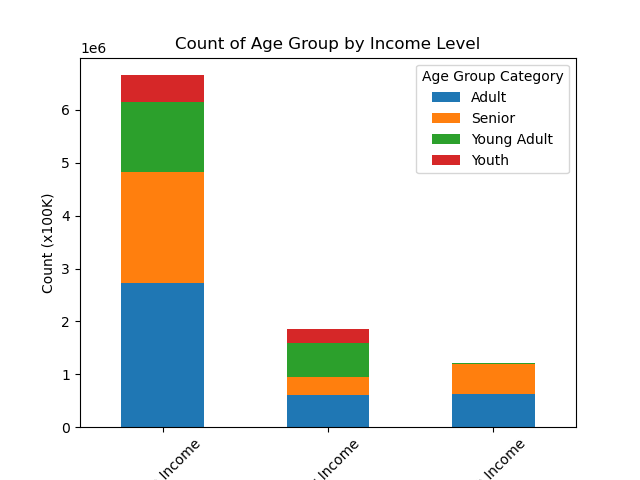 Count of Age Group by Income Level
1e6
Age Group Category
Adult
Senior
Young Adult
Youth
6
5
4
3
2
1
0
Count (x100K)
Income
Income
Income